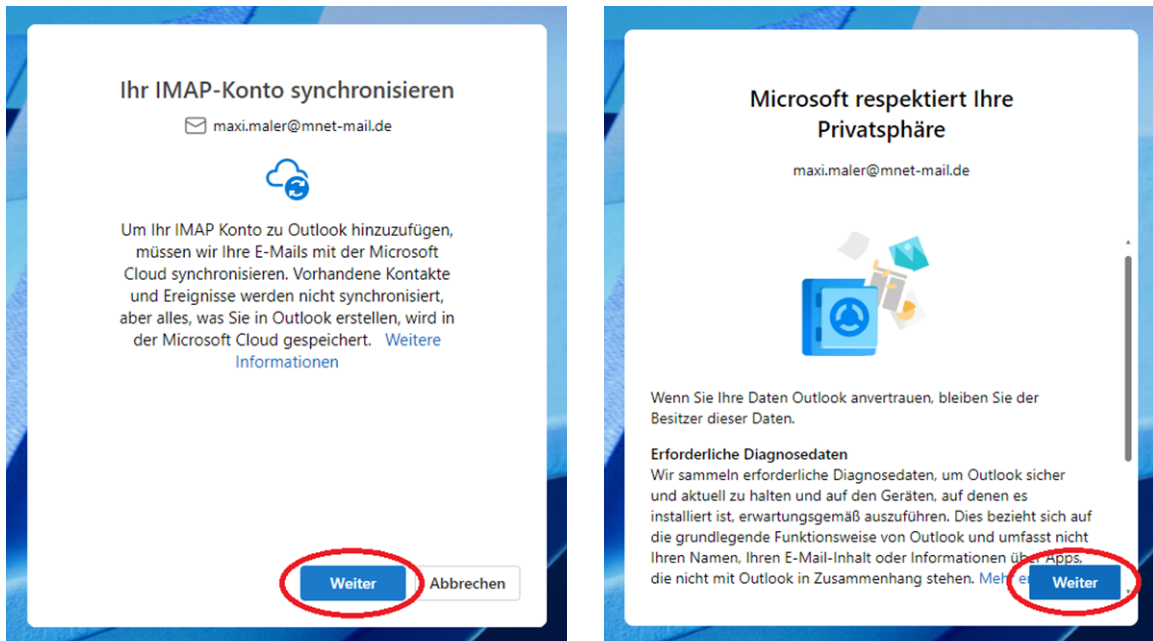 Ihr IMAP-Konto synchronisieren
maxi.maler@mnet-mail.de
Um Ihr IMAP Konto zu Outlook hinzuzufügen,
müssen wir Ihre E-Mails mit der Microsoft
Cloud synchronisieren. Vorhandene Kontakte
und Ereignisse werden nicht synchronisiert,
aber alles, was Sie in Outlook erstellen, wird in
der Microsoft Cloud gespeichert. Weitere
Informationen
Weiter
Abbrechen
Microsoft respektiert Ihre
Privatsphäre
maxi.maler@mnet-mail.de
Wenn Sie Ihre Daten Outlook anvertrauen, bleiben Sie der
Besitzer dieser Daten.
Erforderliche Diagnosedaten
Wir sammeln erforderliche Diagnosedaten, um Outlook sicher
und aktuell zu halten und auf den Geräten, auf denen es
installiert ist, erwartungsgemäß auszuführen. Dies bezieht sich auf
die grundlegende Funktionsweise von Outlook und umfasst nicht
Ihren Namen, Ihren E-Mail-Inhalt oder Informationen über Apps,
die nicht mit Outlook in Zusammenhang stehen.
Weiter